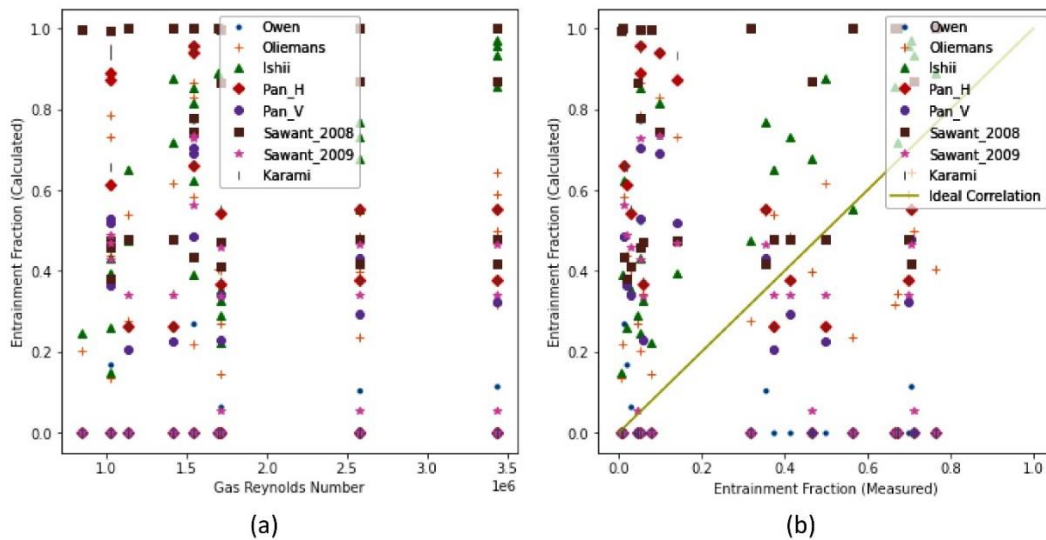 Entrainment Fraction (Calculated)
1.0
0.8
0.6
0.4
0.2
0.0
Owen
Oliemans
Ishii
Pan_H
Pan_V
Sawant_2008
Sawant_2009
Karami
1.0 1.5 2.0 2.5 3.0 3.5
1e6
Gas Reynolds Number
(a)
Entrainment Fraction (Calculated)
1.0
0.8
0.6
0.4
0.2
0.0
Owen
Oliemans
Ishii
Pan_H
Pan_V
Sawant_2008
Sawant_2009
Karami
Ideal Correlation
0.0 0.2 0.4 0.6 0.8 1.0
Entrainment Fraction (Measured)
(b)